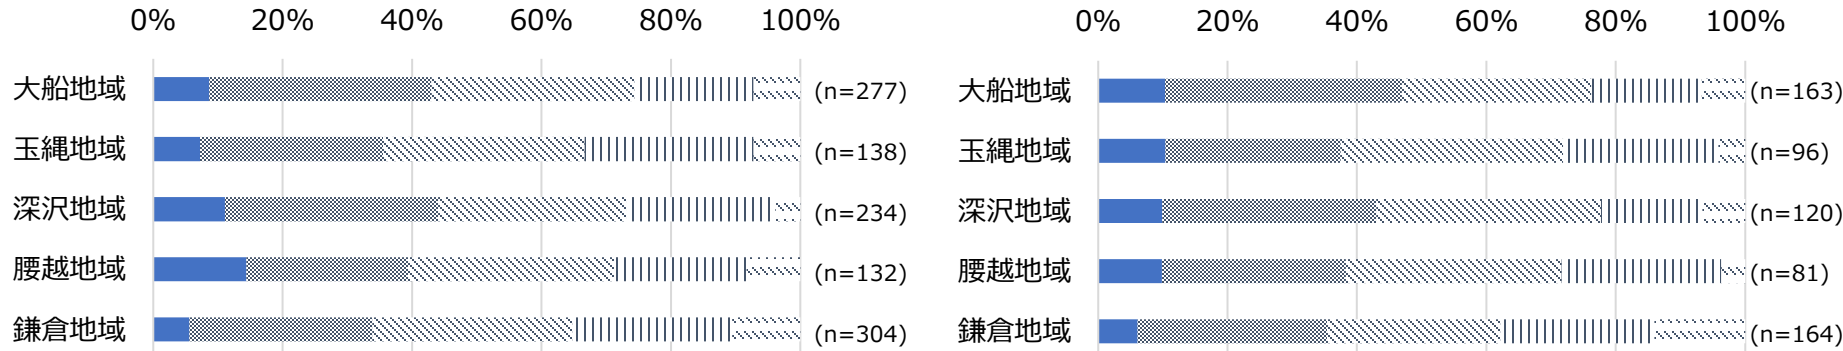 0% 20% 40% 60% 80% 100%
大船地域 (n=277)
玉縄地域 (n=138)
深沢地域 (n=234)
腰越地域 (n=132)
鎌倉地域 (n=304)
0% 20% 40% 60% 80% 100%
大船地域 (n=163)
玉縄地域 (n=96)
深沢地域 (n=120)
腰越地域 (n=81)
鎌倉地域 (n=164)